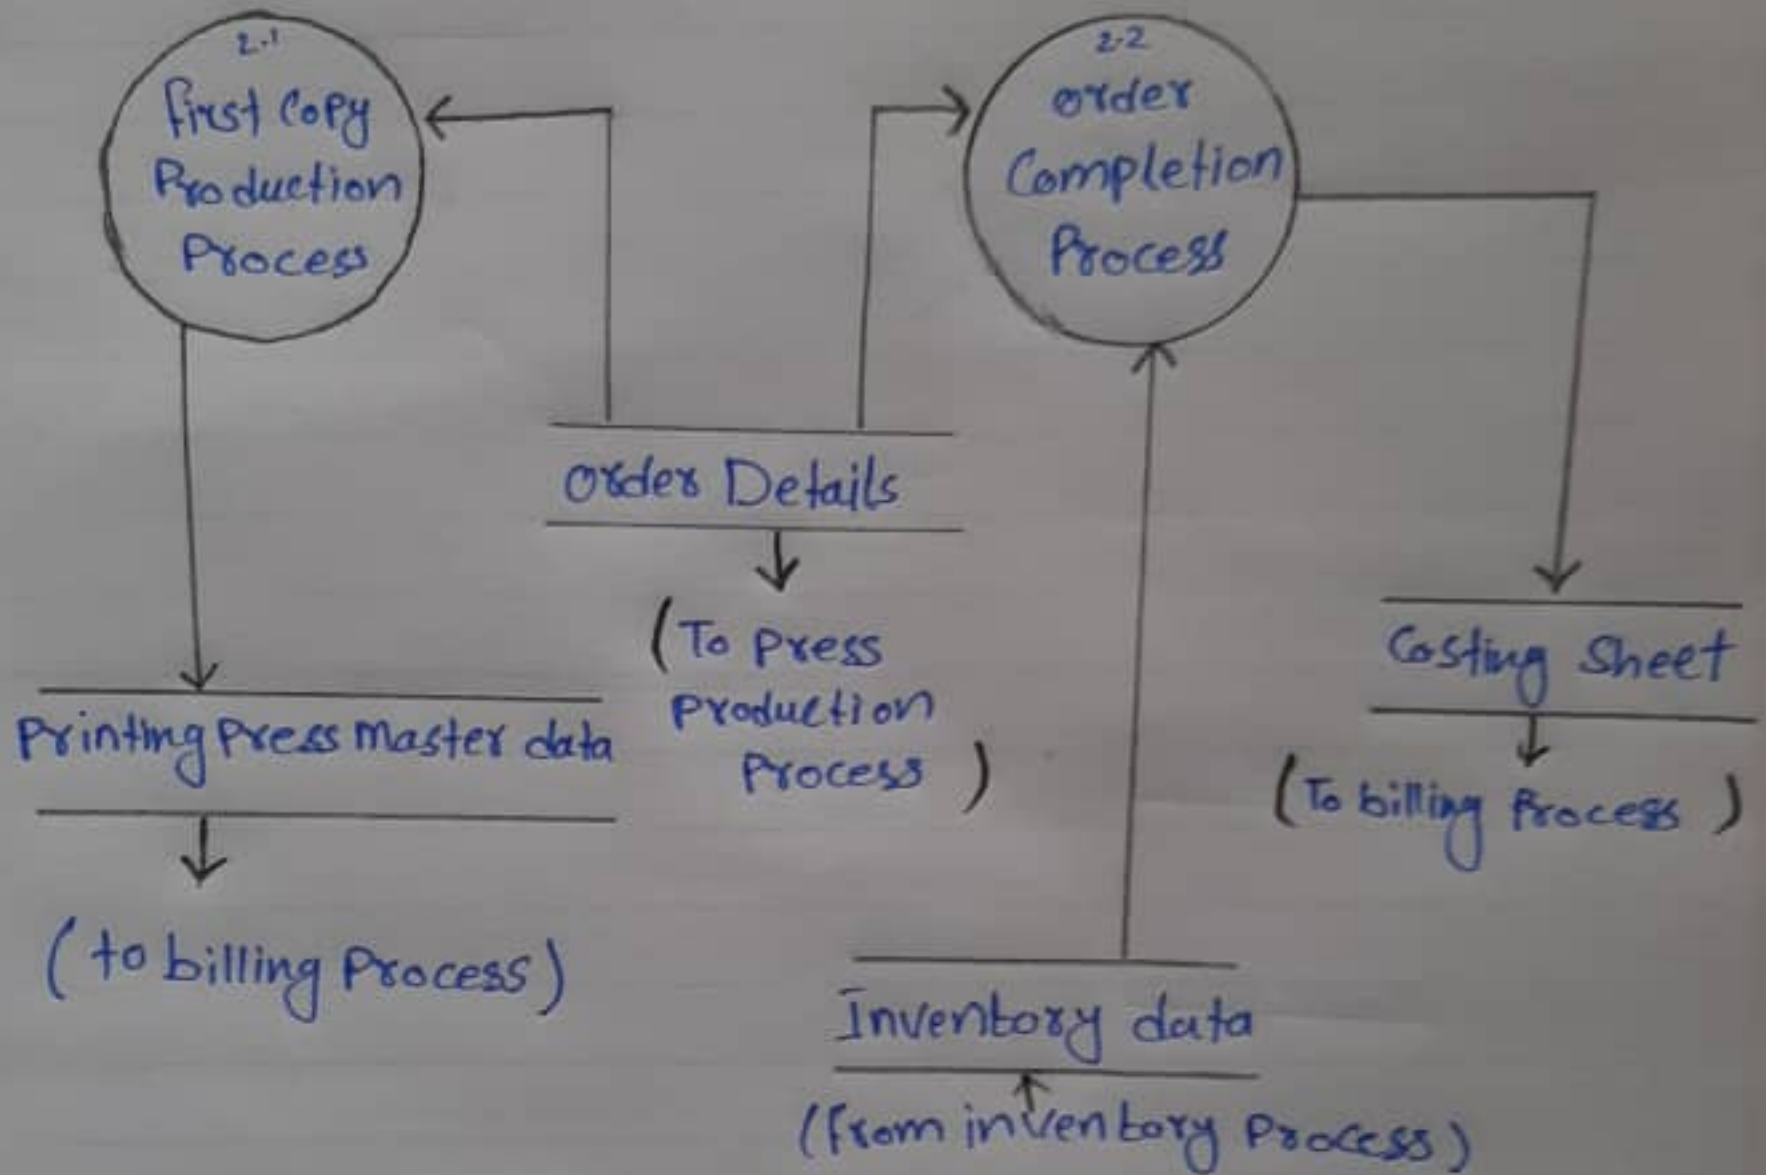 2.1
first Copy
Production
Process
2.2
order
Completion
Process
order Details
(To press
production
Process)
Costing Sheet
(To billing Process)
Printing Press Master data
(to billing Process)
Inventory data
(from inventory Process)